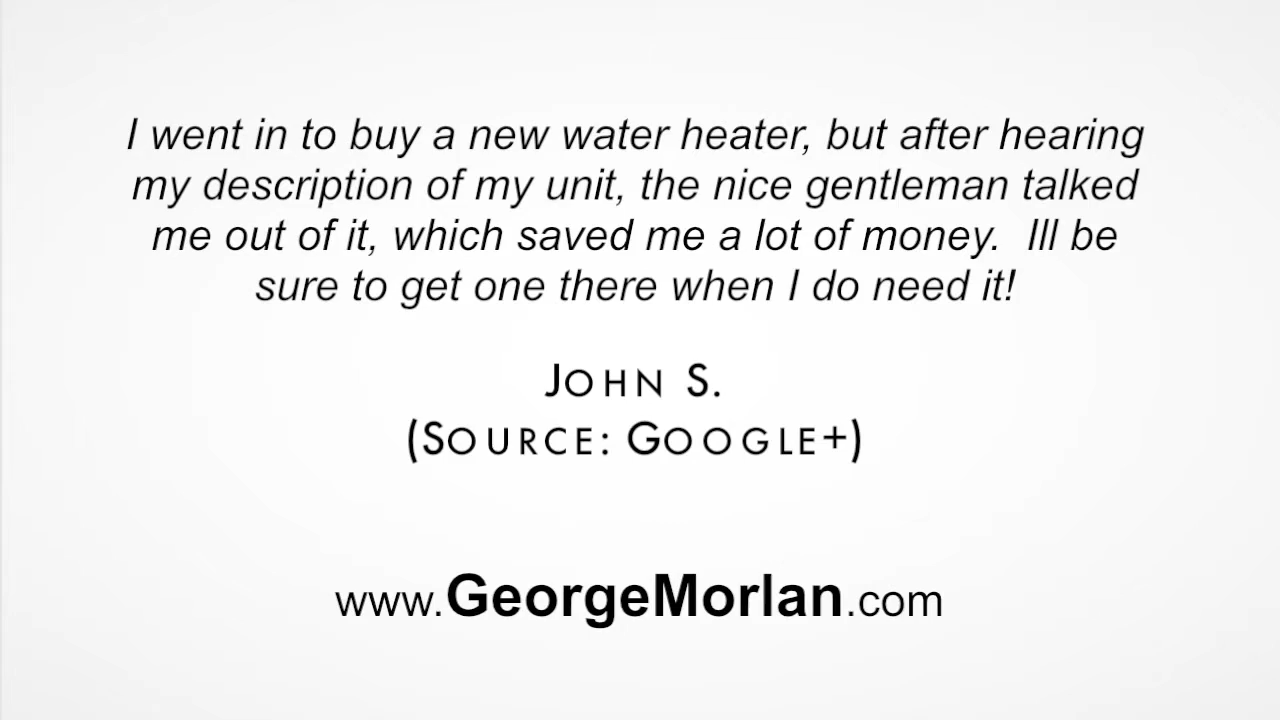 I went in to buy a new water heater, but after hearing
my description of my unit, the nice gentleman talked
me out of it, which saved me a lot of money.  Ill be
sure to get one there when I do need it!
John S.
(Source: Google+)
www.GeorgeMorlan.com